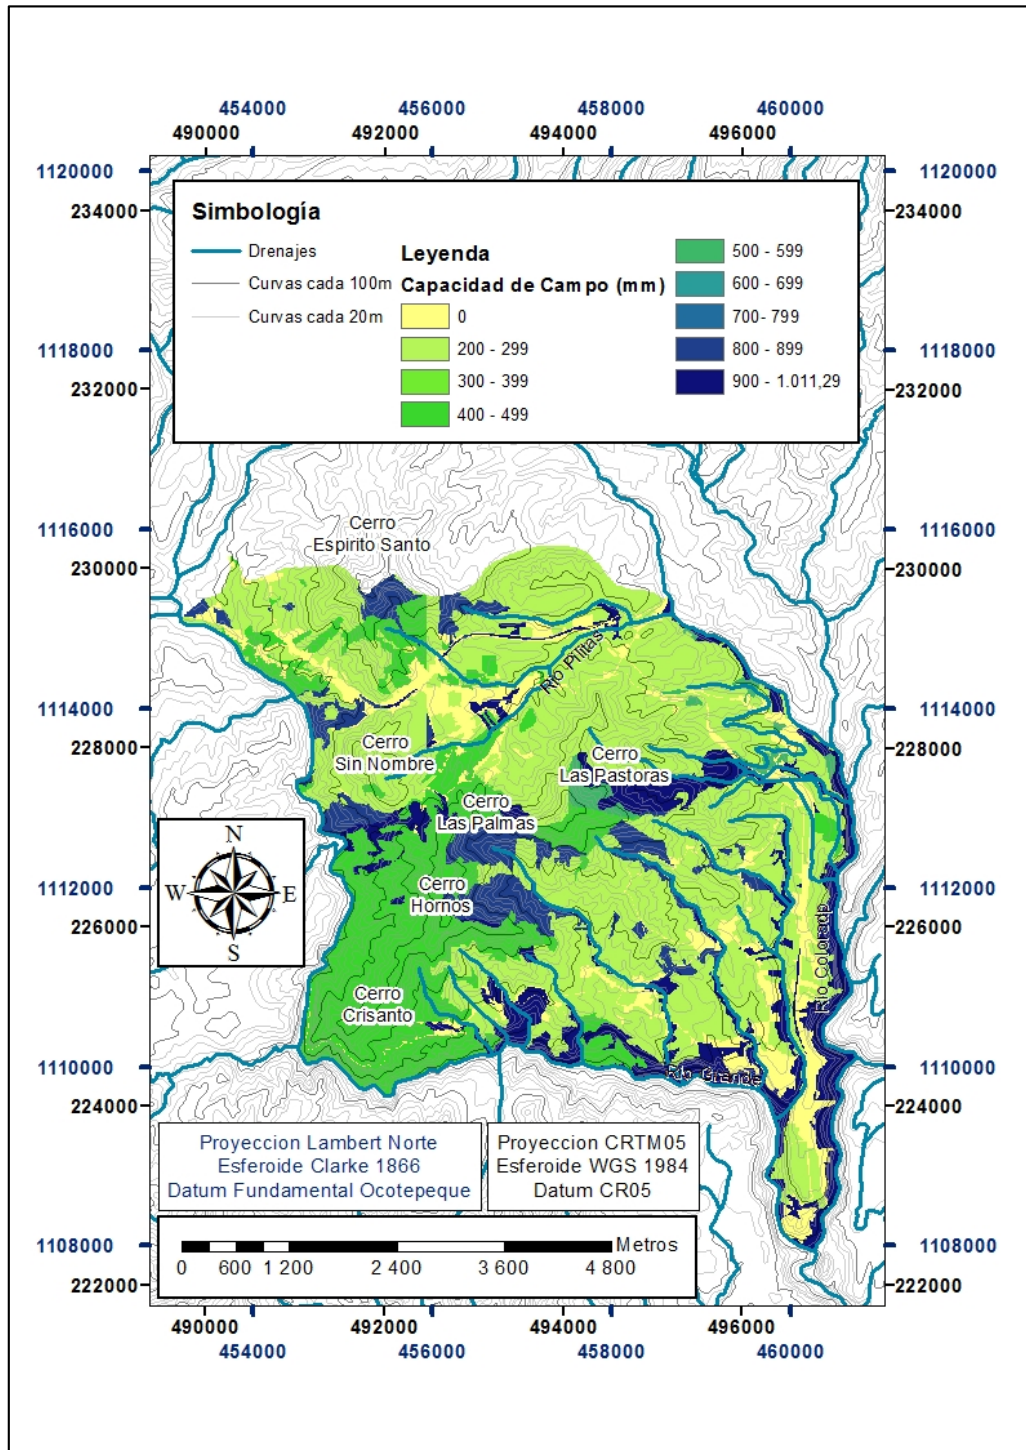 454000 456000 458000 460000
490000 492000 494000 496000
1120000 1120000
234000 234000
Simbología
Drenajes
Curvas cada 100m
Curvas cada 20m
Leyenda
Capacidad de Campo (mm)
0
200 - 299
300 - 399
400 - 499
500 - 599
600 - 699
700- 799
800 - 899
900 - 1.011,29
1118000 1118000
232000 232000
1116000 1116000
Cerro
Espirito Santo
230000 230000
Río Pilitas
1114000 1114000
228000 228000
Cerro
Sin Nombre
Cerro
Las Pastoras
Cerro
Las Palmas
N
W E
S
1112000 1112000
Cerro
Hornos
226000 226000
Río Colorado
Cerro
Crisanto
1110000 1110000
Río Grande
224000 224000
Proyeccion Lambert Norte
Esferoide Clarke 1866
Datum Fundamental Ocotepeque
Proyeccion CRTM05
Esferoide WGS 1984
Datum CR05
1108000 1108000
Metros
0 600 1 200 2 400 3 600 4 800
222000 222000
490000 492000 494000 496000
454000 456000 458000 460000